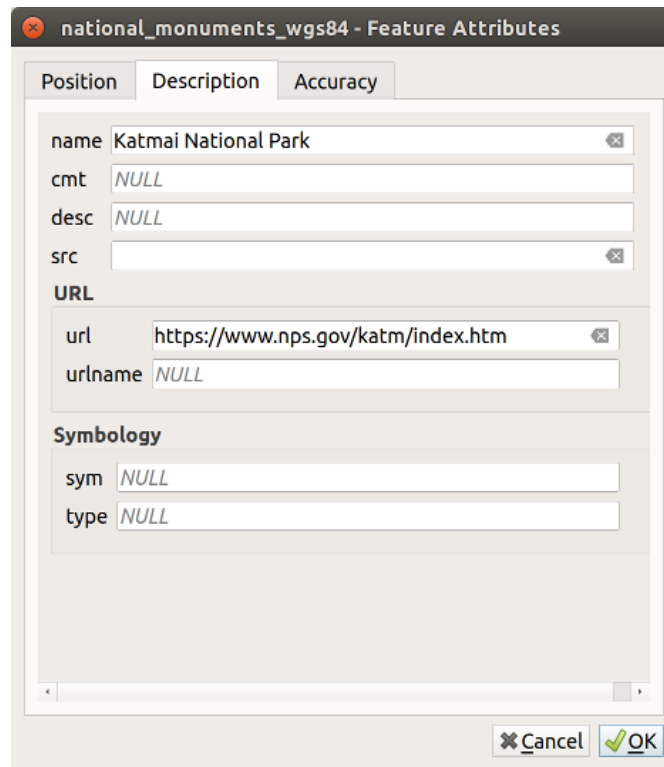 national_monuments_wgs84 - Feature Attributes
Position Description Accuracy
name Katmai National Park
cmt NULL
desc NULL
src
URL
url https://www.nps.gov/katm/index.htm
urlname NULL
Symbology
sym NULL
type NULL
Cancel OK